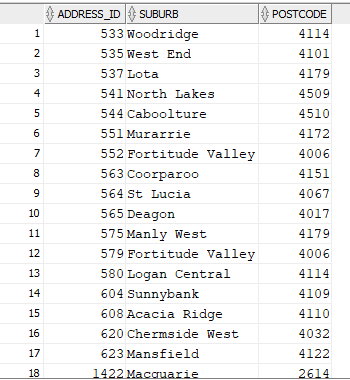 ADDRESS_ID SUBURB POSTCODE
1 533 Woodridge 4114
2 535 West End 4101
3 537 Lota 4179
4 541 North Lakes 4509
5 544 Caboolture 4510
6 551 Murarrie 4172
7 552 Fortitude Valley 4006
8 563 Coorparoo 4151
9 564 St Lucia 4067
10 565 Deagon 4017
11 575 Manly West 4179
12 579 Fortitude Valley 4006
13 580 Logan Central 4114
14 604 Sunnybank 4109
15 608 Acacia Ridge 4110
16 620 Chermside West 4032
17 623 Mansfield 4122
18 1422 Macquarie 2614